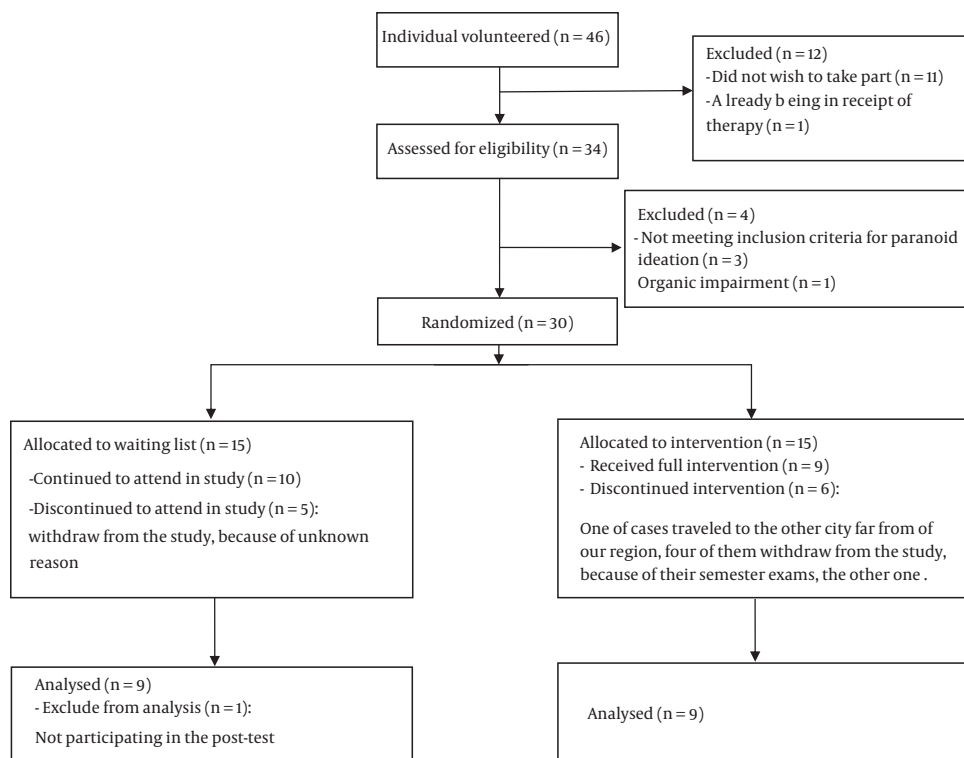 Individual volunteered (n = 46)
Excluded (n = 12)
-Did not wish to take part (n = 11)
-A lready b eing in receipt of
therapy (n = 1)
Assessed for eligibility (n = 34)
Excluded (n = 4)
- Not meeting inclusion criteria for paranoid
ideation (n = 3)
Organic impairment (n = 1)
Randomized (n = 30)
Allocated to waiting list (n = 15)
-Continued to attend in study (n = 10)
-Discontinued to attend in study (n = 5):
withdraw from the study, because of unknown
reason
Allocated to intervention (n = 15)
- Received full intervention (n = 9)
- Discontinued intervention (n = 6):
One of cases traveled to the other city far from of
our region, four of them withdraw from the study,
because of their semester exams, the other one .
Analysed (n = 9)
- Exclude from analysis (n = 1):
Not participating in the post-test
Analysed (n = 9)